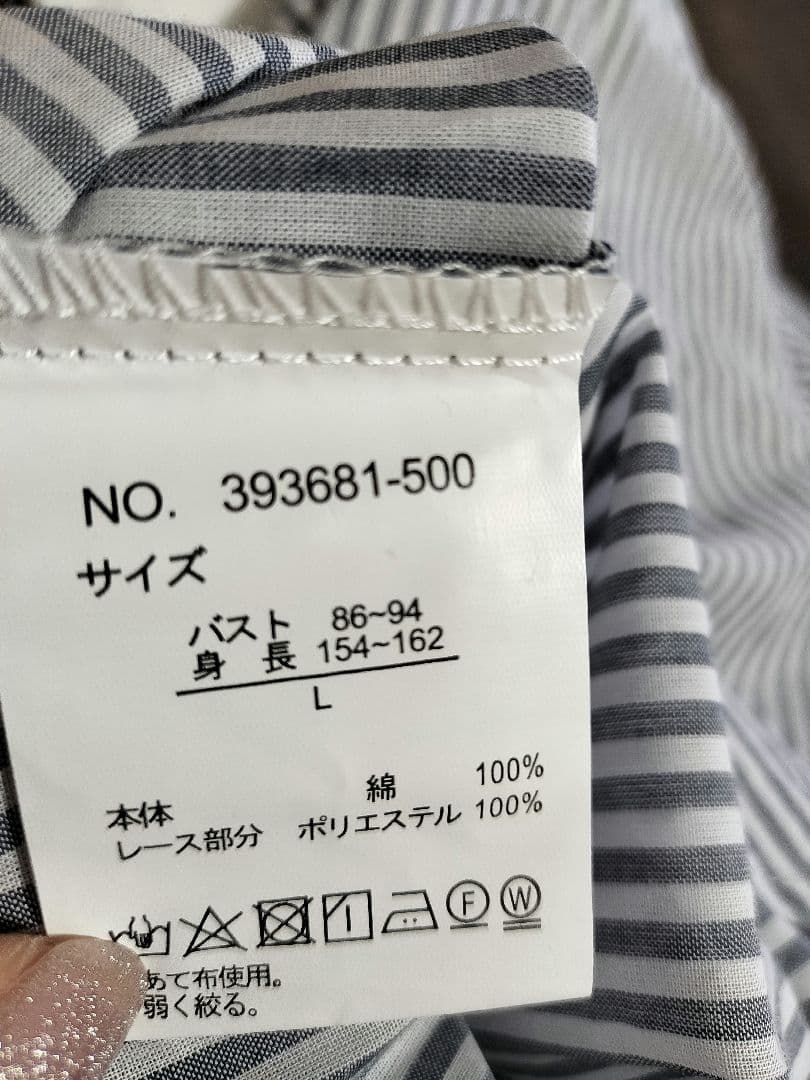 NO. 393681-500
サイズ
バスト 86~94
身 長 154~162
L
本体 綿 100%
レース部分 ポリエステル 100%
F W
あて布使用。
弱く絞る。